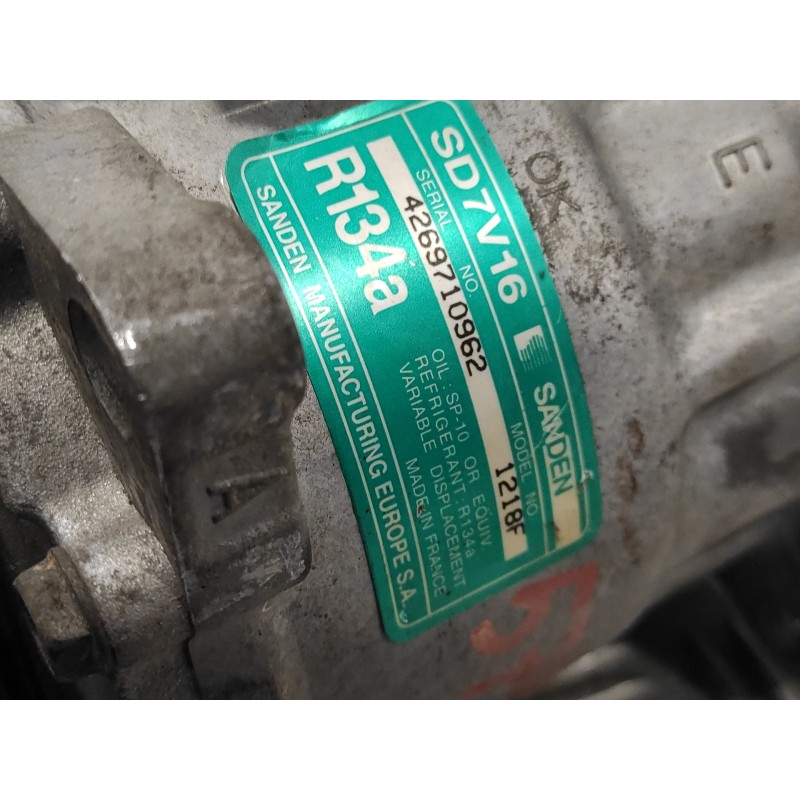 SD7V16 SANDEN
SERIAL NO. MODEL NO.
4269710962 1218F
R134a
OIL : SP-10 OR EQUIV.
REFRIGERANT : R134a
VARIABLE DISPLACEMENT
MADE IN FRANCE
SANDEN MANUFACTURING EUROPE S.A.
OK
E
A